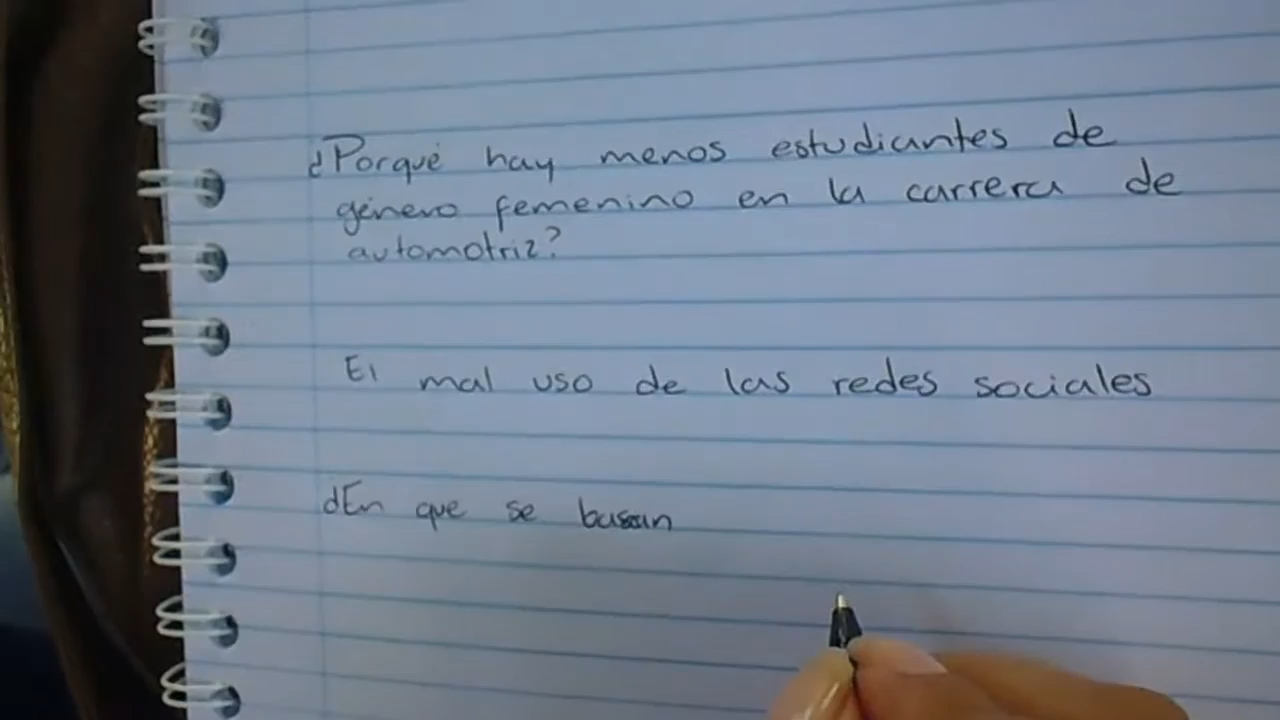 ¿Porqué hay menos estudiantes de
género femenino en la carrera de
automotriz?
El mal uso de las redes sociales
¿En que se basan